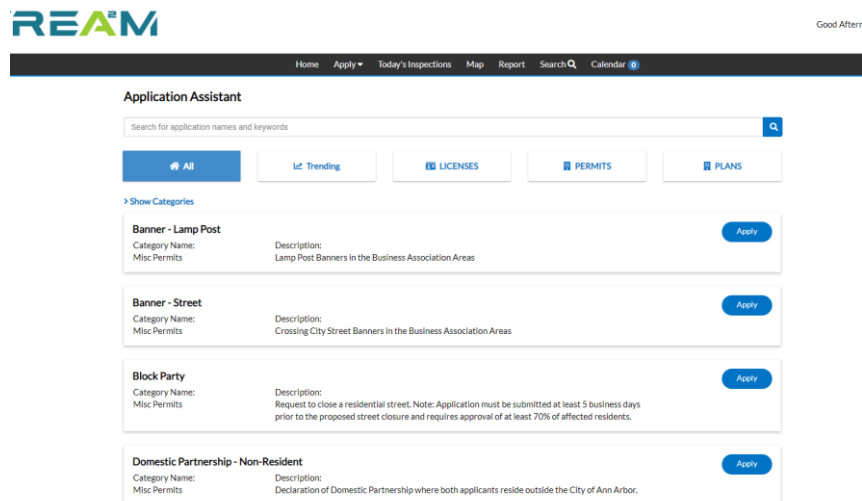 TREA²M
Good Aftern
Home Apply Today's Inspections Map Report Search Calendar 0
Application Assistant
Search for application names and keywords
All Trending LICENSES PERMITS PLANS
Show Categories
Banner - Lamp Post
Apply
Category Name: Description:
Misc Permits Lamp Post Banners in the Business Association Areas
Banner - Street
Apply
Category Name: Description:
Misc Permits Crossing City Street Banners in the Business Association Areas
Block Party
Apply
Category Name: Description:
Misc Permits Request to close a residential street. Note: Application must be submitted at least 5 business days
prior to the proposed street closure and requires approval of at least 70% of affected residents.
Domestic Partnership - Non-Resident
Apply
Category Name: Description:
Misc Permits Declaration of Domestic Partnership where both applicants reside outside the City of Ann Arbor.